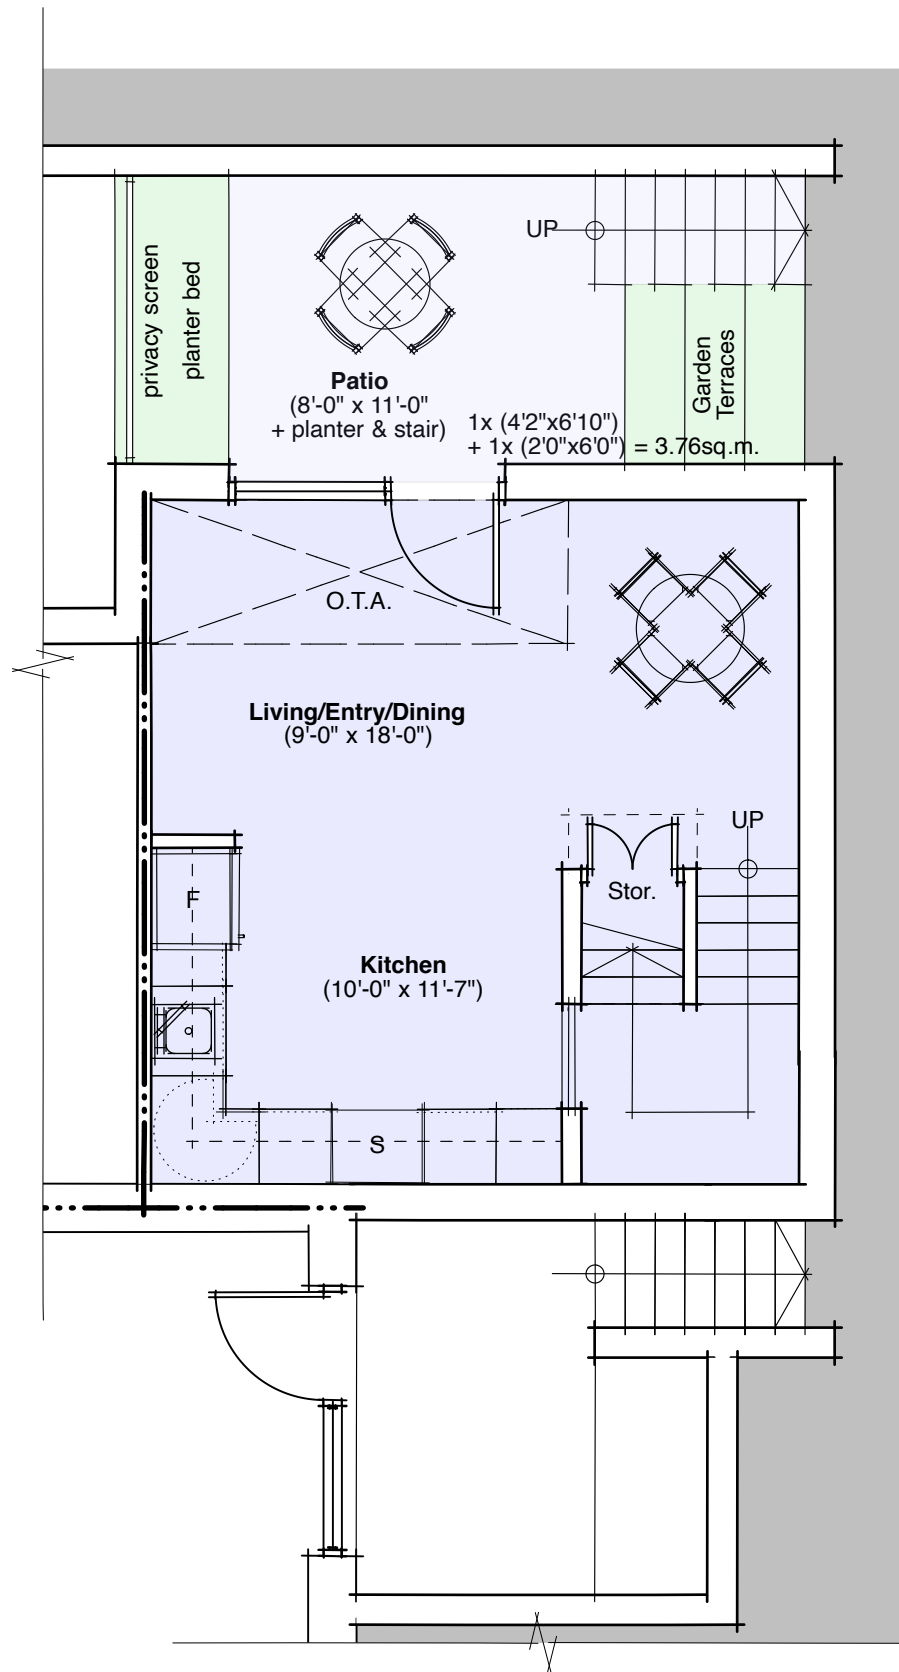 UP
privacy screen
planter bed
Garden
Terraces
Patio
(8'-0" x 11'-0"
+ planter & stair)
1x (4'2"x6'10")
+ 1x (2'0"x6'0") = 3.76sq.m.
O.T.A.
Living/Entry/Dining
(9'-0" x 18'-0")
UP
F
Stor.
Kitchen
(10'-0" x 11'-7")
S